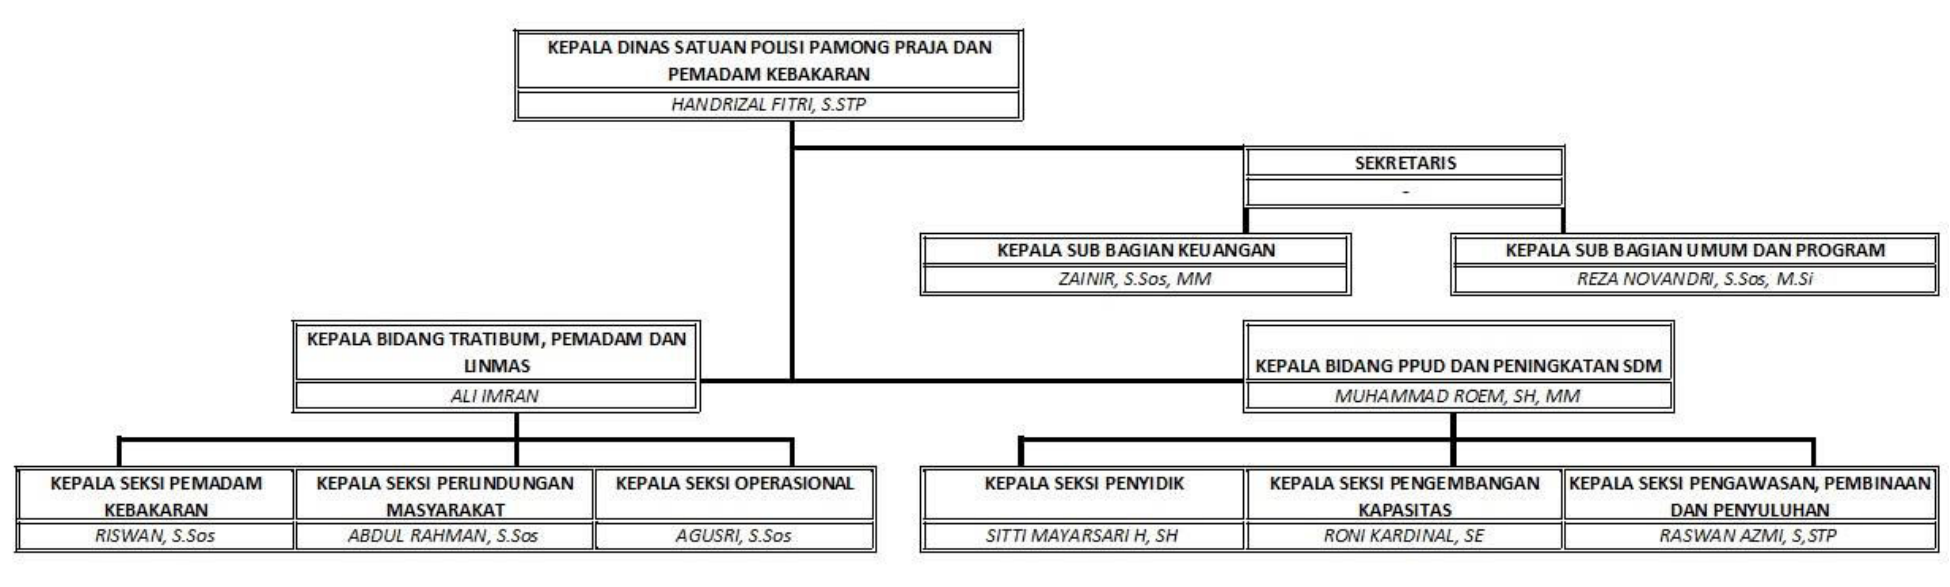 KEPALA DINAS SATUAN POLISI PAMONG PRAJA DAN
PEMADAM KEBAKARAN
HANDRIZAL FITRI, S.STP
SEKRETARIS
-
KEPALA SUB BAGIAN KEUANGAN
ZAINIR, S.Sos, MM
KEPALA SUB BAGIAN UMUM DAN PROGRAM
REZA NOVANDRI, S.Sos, M.Si
KEPALA BIDANG TRATIBUM, PEMADAM DAN
LINMAS
ALI IMRAN
KEPALA BIDANG PPUD DAN PENINGKATAN SDM
MUHAMMAD ROEM, SH, MM
KEPALA SEKSI PEMADAM
KEBAKARAN
RISWAN, S.Sos
KEPALA SEKSI PERLINDUNGAN
MASYARAKAT
ABDUL RAHMAN, S.Sos
KEPALA SEKSI OPERASIONAL
AGUSRI, S.Sos
KEPALA SEKSI PENYIDIK
SITTI MAYARSARI H, SH
KEPALA SEKSI PENGEMBANGAN
KAPASITAS
RONI KARDINAL, SE
KEPALA SEKSI PENGAWASAN, PEMBINAAN
DAN PENYULUHAN
RASWAN AZMI, S,STP